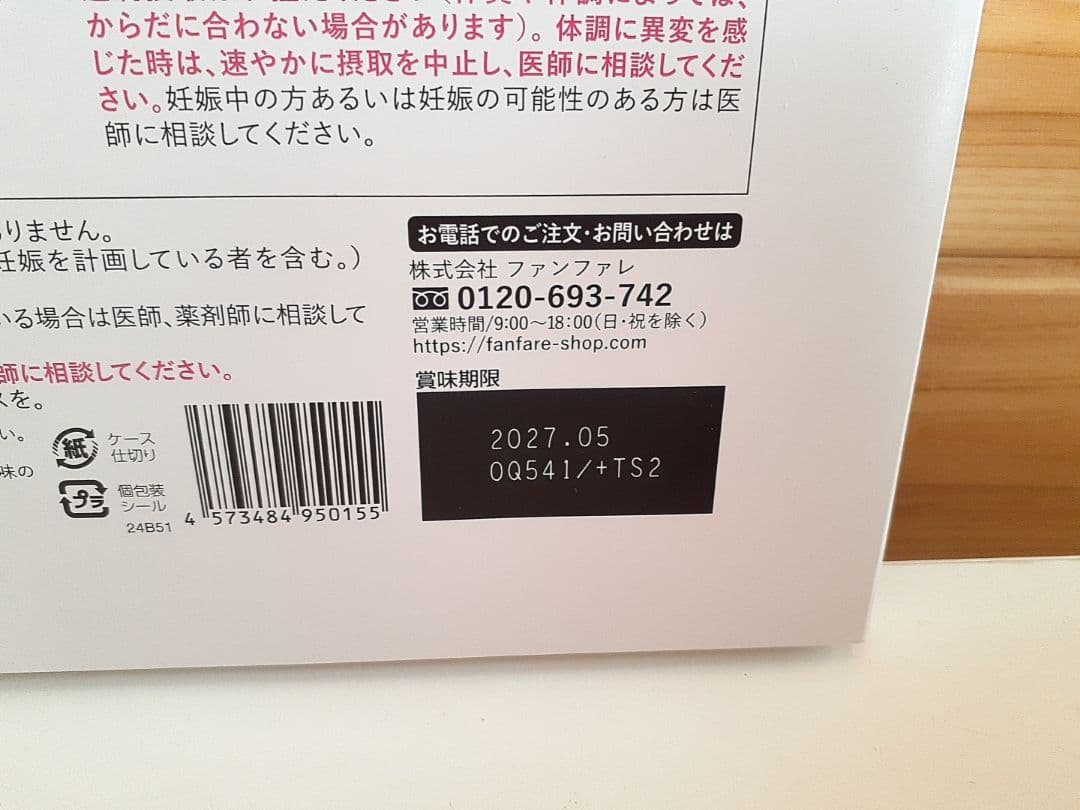 からだに合わない場合があります)。体調に異変を感
じた時は、速やかに摂取を中止し、医師に相談してくだ
さい。妊娠中の方あるいは妊娠の可能性のある方は医
師に相談してください。
りません。
妊娠を計画している者を含む。)
いる場合は医師、薬剤師に相談して
師に相談してください。
スを。
い。
味の
紙
ケース
仕切り
プラ
個包装
シール
24B51
4 573484 950155
お電話でのご注文・お問い合わせは
株式会社 ファンファレ
0120-693-742
営業時間/9:00～18:00(日・祝を除く)
https://fanfare-shop.com
賞味期限
2027.05
0Q541/+TS2